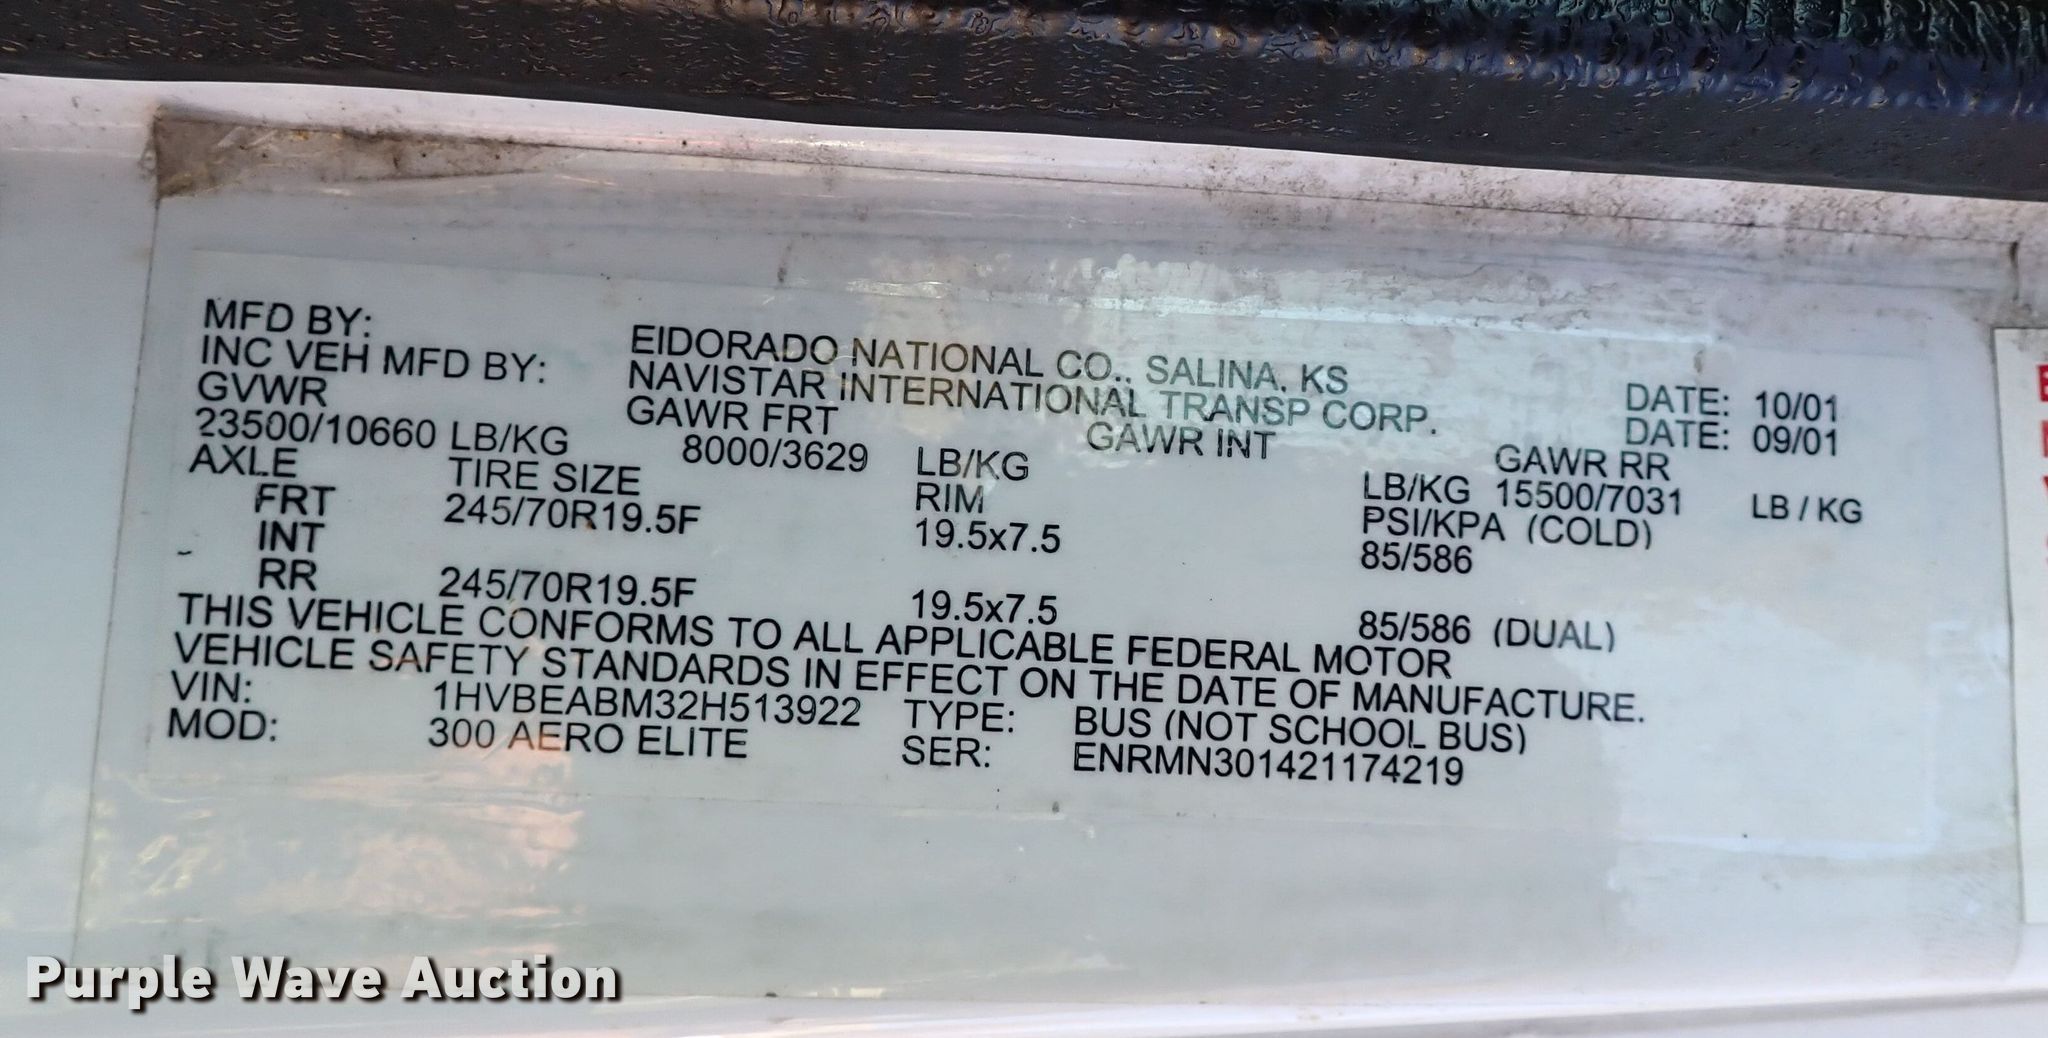 MFD BY: EIDORADO NATIONAL CO., SALINA, KS DATE: 10/01
INC VEH MFD BY: NAVISTAR INTERNATIONAL TRANSP CORP. DATE: 09/01
GVWR GAWR FRT GAWR INT GAWR RR
23500/10660 LB/KG 8000/3629 LB/KG LB/KG 15500/7031 LB / KG
AXLE TIRE SIZE RIM PSI/KPA (COLD)
FRT 245/70R19.5F 19.5x7.5 85/586
INT
RR 245/70R19.5F 19.5x7.5 85/586 (DUAL)
THIS VEHICLE CONFORMS TO ALL APPLICABLE FEDERAL MOTOR
VEHICLE SAFETY STANDARDS IN EFFECT ON THE DATE OF MANUFACTURE.
VIN: 1HVBEABM32H513922 TYPE: BUS (NOT SCHOOL BUS)
MOD: 300 AERO ELITE SER: ENRMN301421174219
Purple Wave Auction